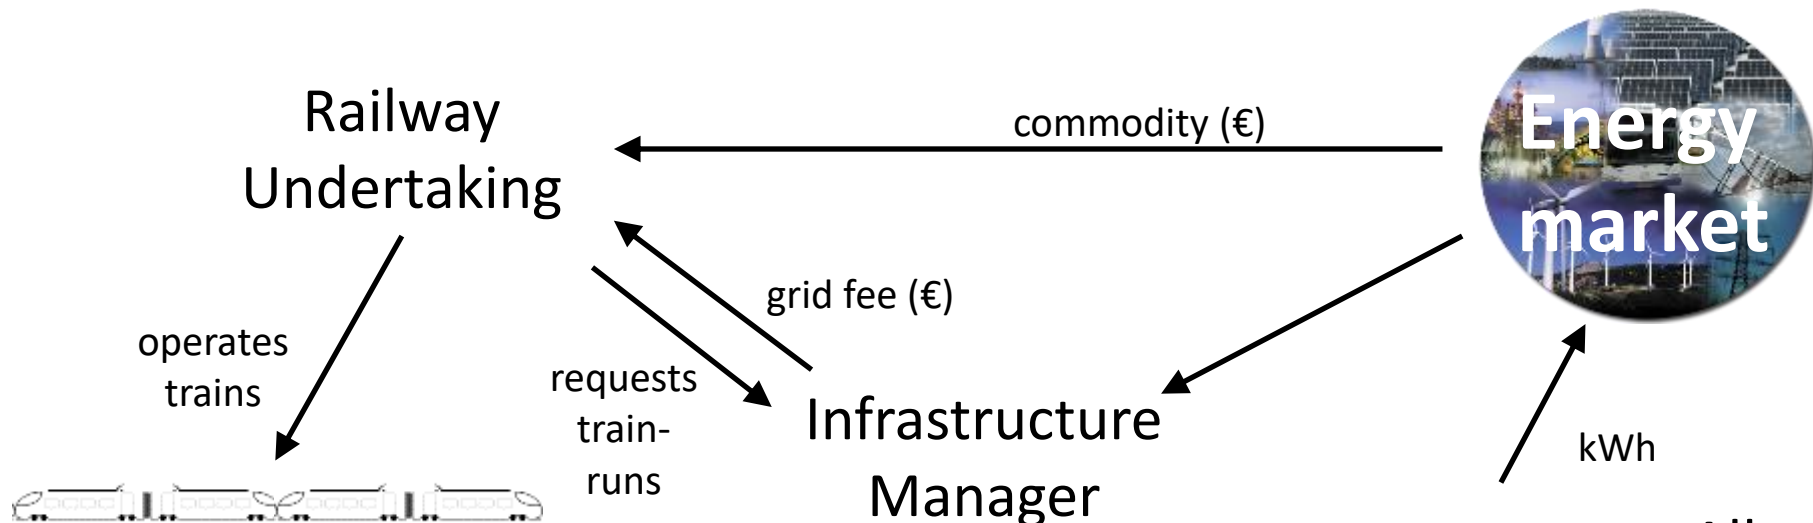 Railway
Undertaking
commodity (€)
Energy
market
grid fee (€)
operates
trains
requests
train-
runs
Infrastructure
Manager
kWh